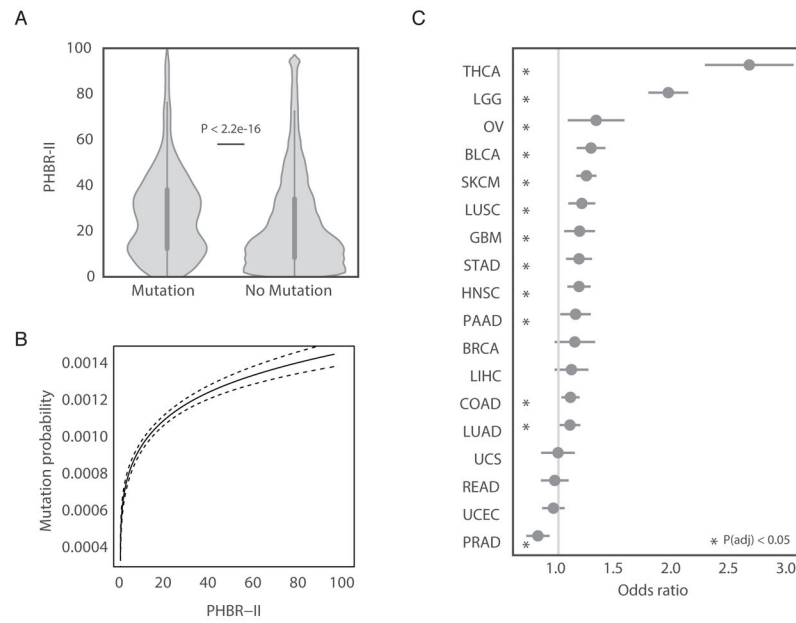 A
100
80
60
40
20
0
PHBR-II
P < 2.2e-16
Mutation
No Mutation
B
0.0014
0.0012
0.0010
0.0008
0.0006
0.0004
Mutation probability
0
20
40
60
80
100
PHBR–II
C
THCA *
LGG *
OV *
BLCA *
SKCM *
LUSC *
GBM *
STAD *
HNSC *
PAAD *
BRCA
LIHC
COAD *
LUAD *
UCS
READ
UCEC
PRAD *
* P(adj) < 0.05
1.0
1.5
2.0
2.5
3.0
Odds ratio